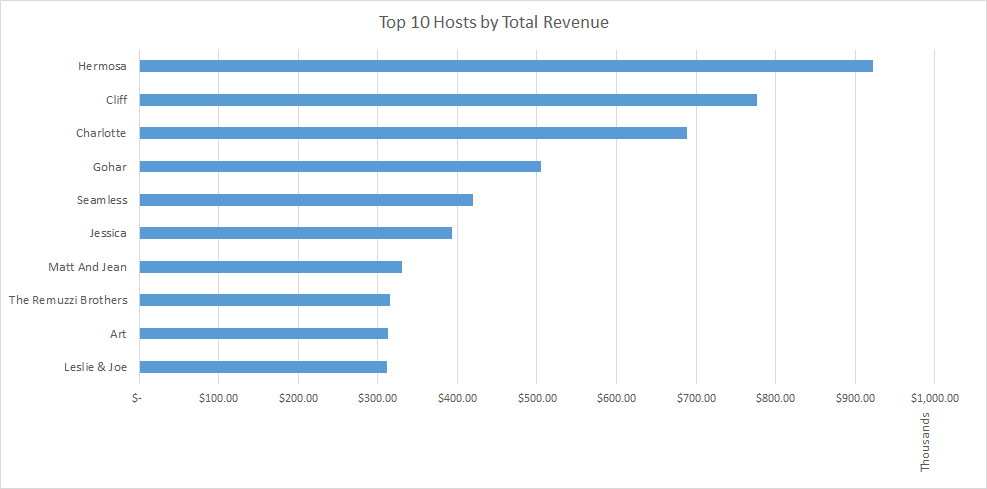 Top 10 Hosts by Total Revenue
Hermosa
Cliff
Charlotte
Gohar
Seamless
Jessica
Matt And Jean
The Remuzzi Brothers
Art
Leslie & Joe
$- $100.00 $200.00 $300.00 $400.00 $500.00 $600.00 $700.00 $800.00 $900.00 $1,000.00
Thousands